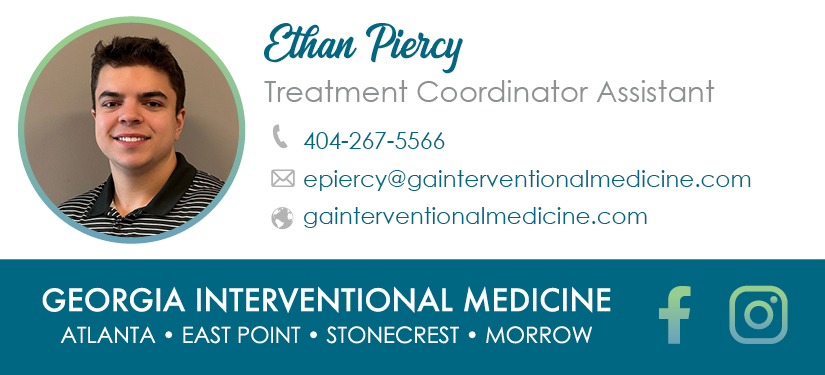 Ethan Piercy
Treatment Coordinator Assistant
404-267-5566
epiercy@gainterventionalmedicine.com
gainterventionalmedicine.com
GEORGIA INTERVENTIONAL MEDICINE
ATLANTA • EAST POINT • STONECREST • MORROW